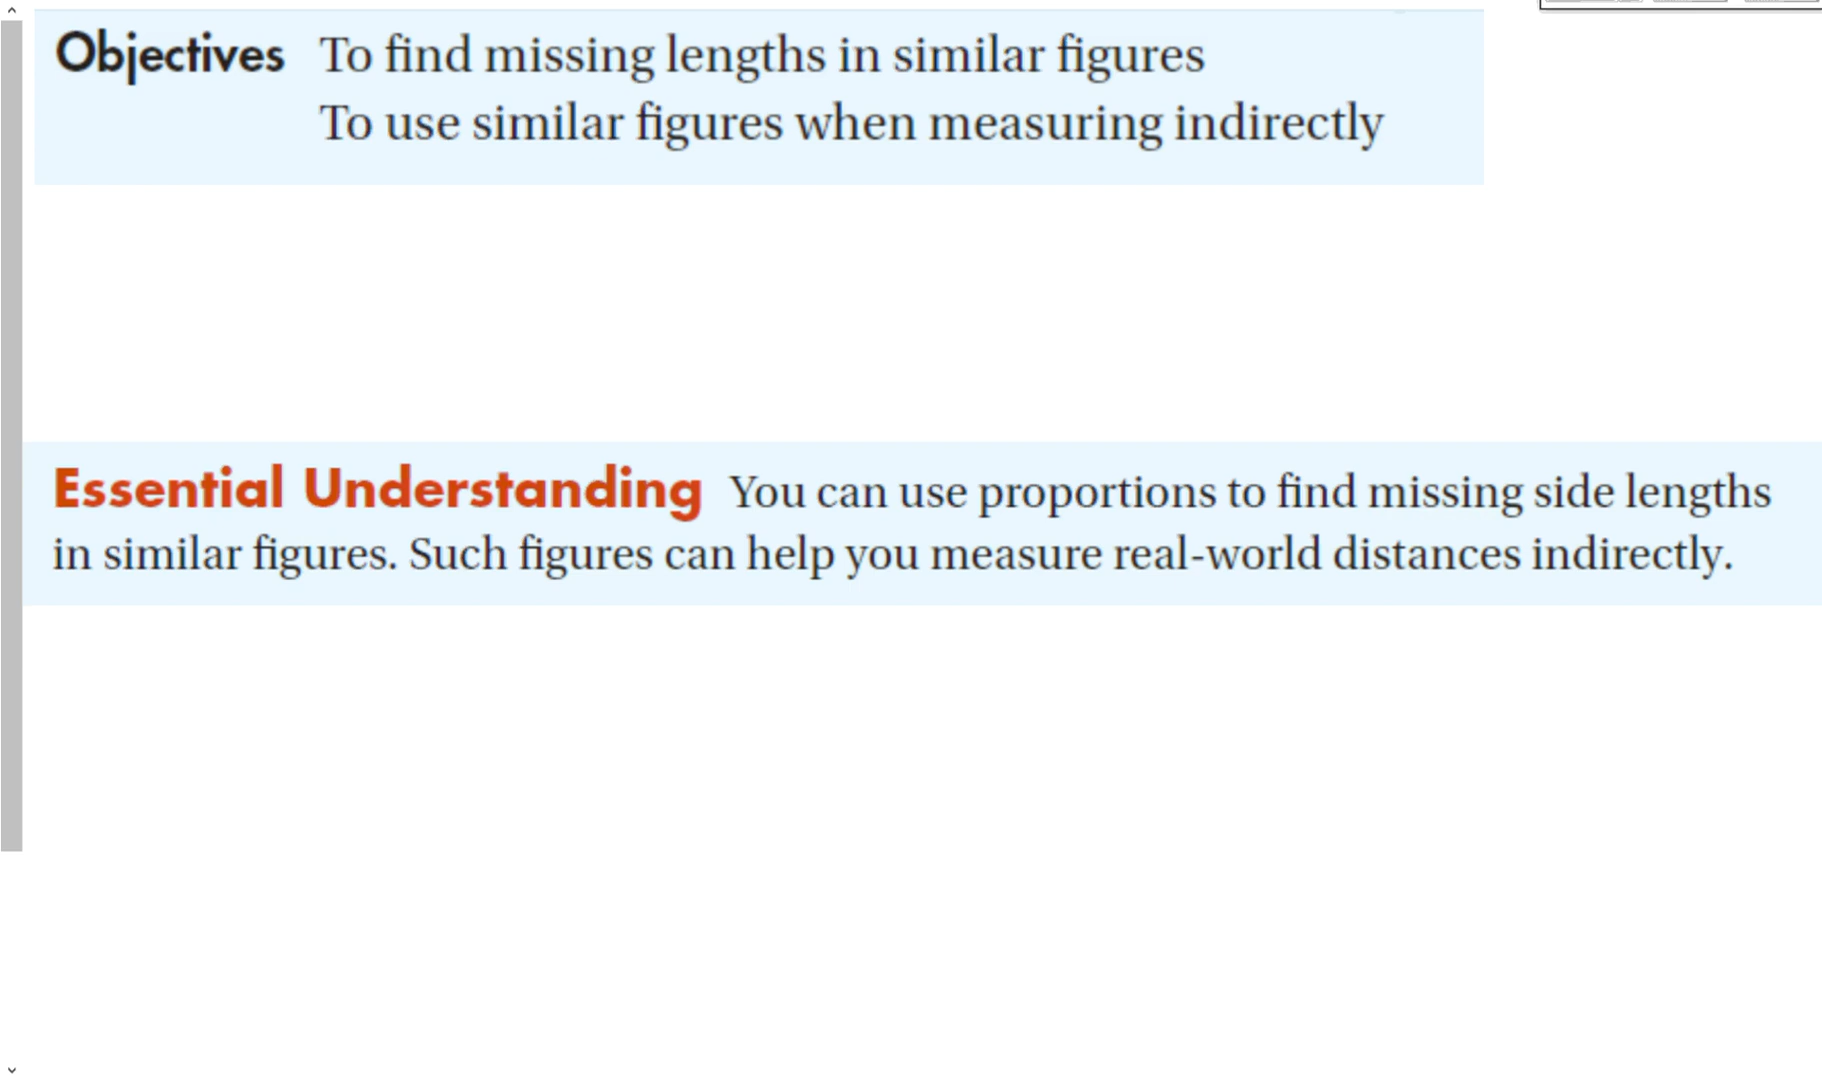 Objectives To find missing lengths in similar figures
To use similar figures when measuring indirectly
Essential Understanding You can use proportions to find missing side lengths
in similar figures. Such figures can help you measure real-world distances indirectly.